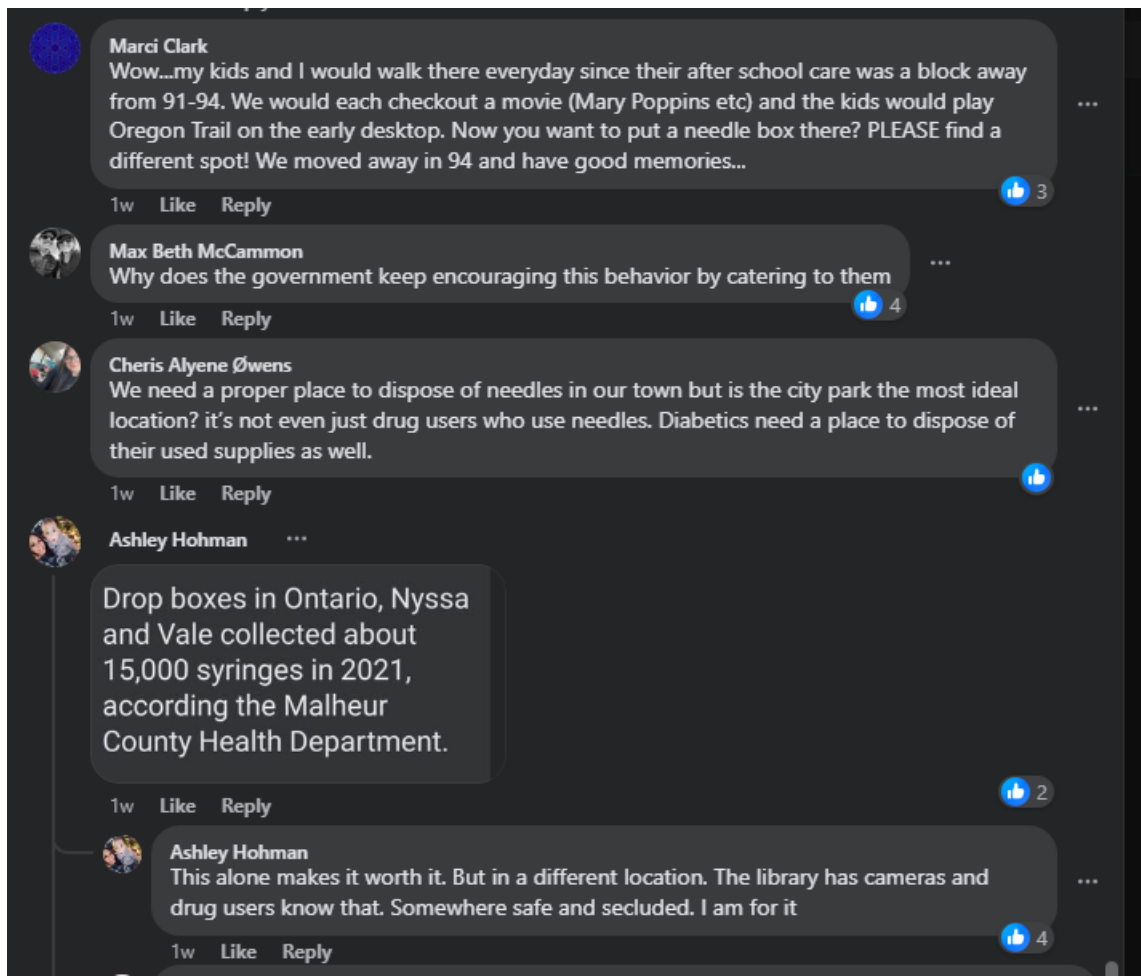 Marci Clark
Wow...my kids and I would walk there everyday since their after school care was a block away
from 91-94. We would each checkout a movie (Mary Poppins etc) and the kids would play
Oregon Trail on the early desktop. Now you want to put a needle box there? PLEASE find a
different spot! We moved away in 94 and have good memories...
3
1w Like Reply
Max Beth McCammon
Why does the government keep encouraging this behavior by catering to them
4
1w Like Reply
Cheris Alyene Øwens
We need a proper place to dispose of needles in our town but is the city park the most ideal
location? it's not even just drug users who use needles. Diabetics need a place to dispose of
their used supplies as well.
1w Like Reply
Ashley Hohman
Drop boxes in Ontario, Nyssa
and Vale collected about
15,000 syringes in 2021,
according the Malheur
County Health Department.
2
1w Like Reply
Ashley Hohman
This alone makes it worth it. But in a different location. The library has cameras and
drug users know that. Somewhere safe and secluded. I am for it
4
1w Like Reply